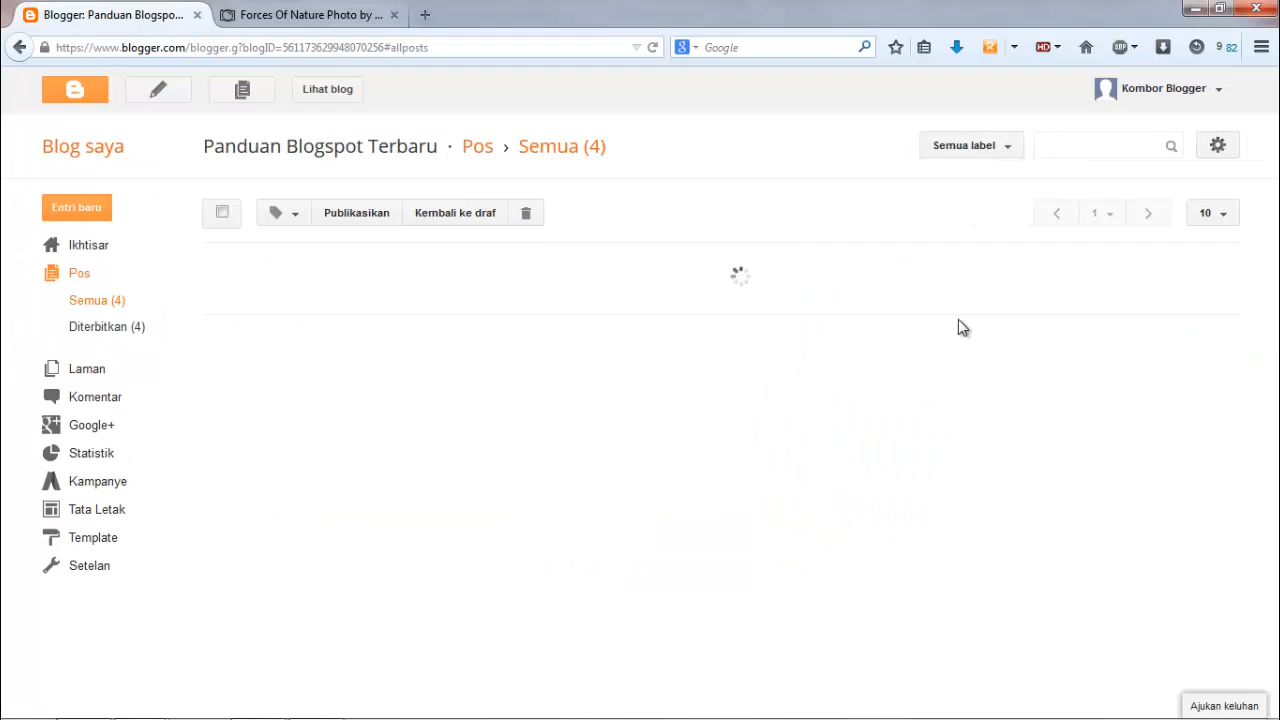 Blogger: Panduan Blogspo...
Forces Of Nature Photo by ...
https://www.blogger.com/blogger.g?blogID=561173629948070256#allposts
Google
HD
ABP
9 82
Lihat blog
Kombor Blogger
Blog saya
Panduan Blogspot Terbaru · Pos › Semua (4)
Semua label
Entri baru
Publikasikan
Kembali ke draf
1
10
Ikhtisar
Pos
Semua (4)
Diterbitkan (4)
Laman
Komentar
Google+
Statistik
Kampanye
Tata Letak
Template
Setelan
Ajukan keluhan